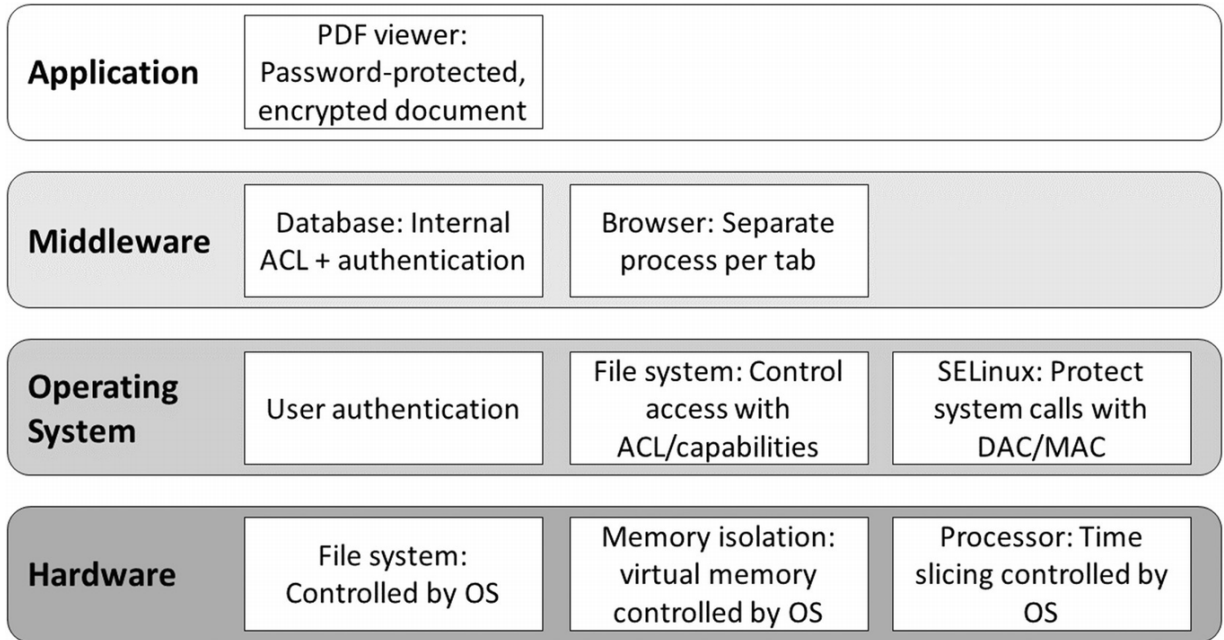 Application
PDF viewer:
Password-protected,
encrypted document
Middleware
Database: Internal
ACL + authentication
Browser: Separate
process per tab
Operating
System
User authentication
File system: Control
access with
ACL/capabilities
SELinux: Protect
system calls with
DAC/MAC
Hardware
File system:
Controlled by OS
Memory isolation:
virtual memory
controlled by OS
Processor: Time
slicing controlled by
OS